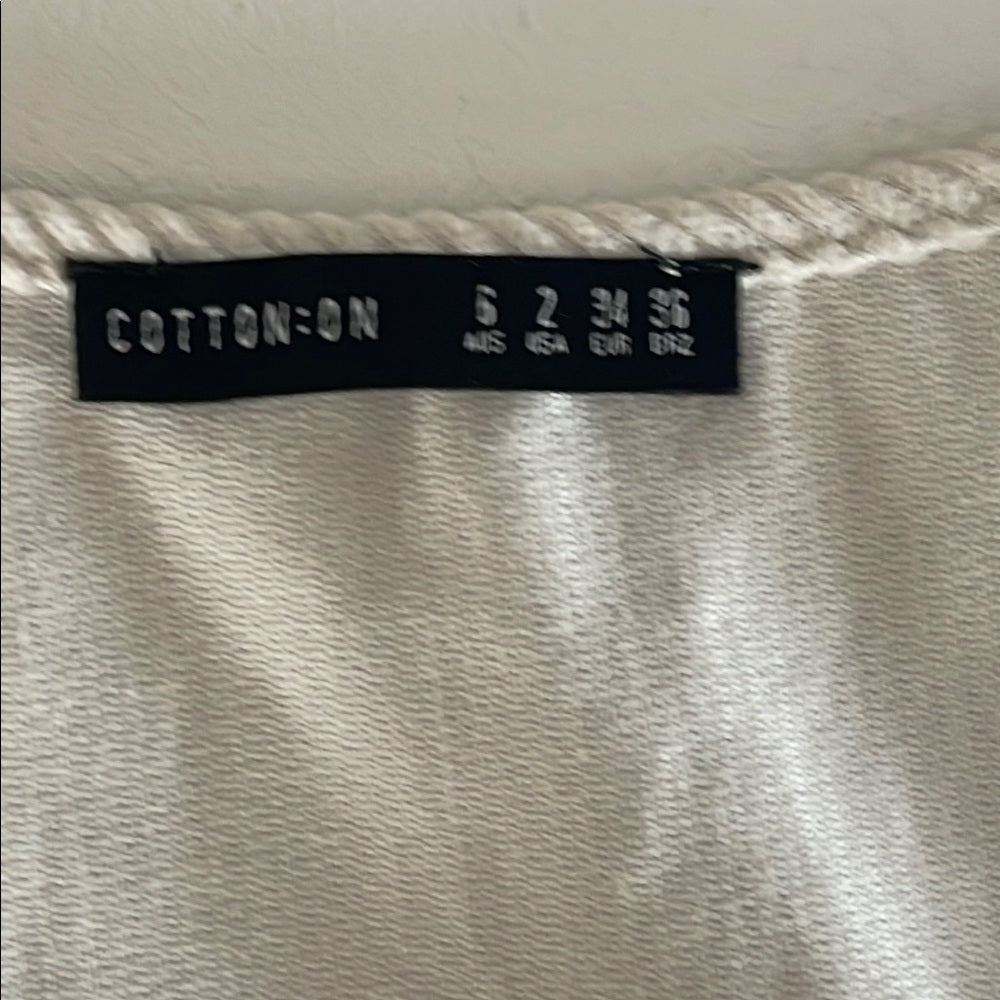 COTTON:ON 6 2 34 36
AUS USA EUR BRZ